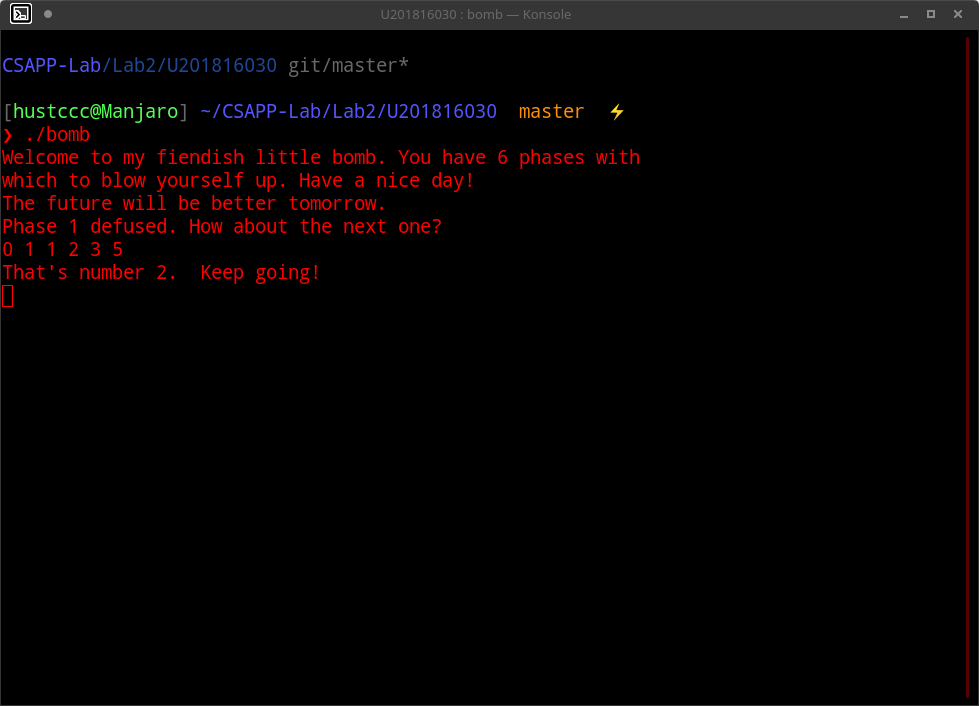 U201816030 : bomb — Konsole
CSAPP-Lab/Lab2/U201816030 git/master*
[hustccc@Manjaro] ~/CSAPP-Lab/Lab2/U201816030  master  ⚡
❯ ./bomb
Welcome to my fiendish little bomb. You have 6 phases with
which to blow yourself up. Have a nice day!
The future will be better tomorrow.
Phase 1 defused. How about the next one?
0 1 1 2 3 5
That's number 2.  Keep going!